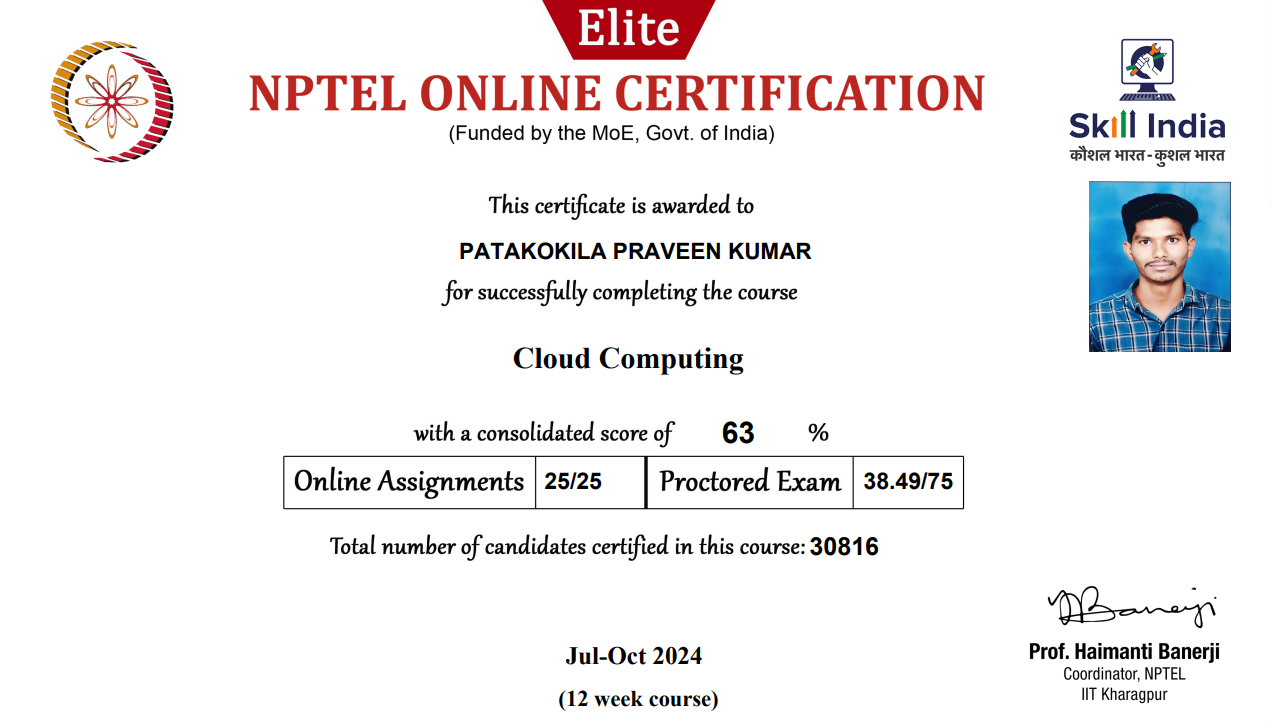 Elite
NPTEL ONLINE CERTIFICATION
(Funded by the MoE, Govt. of India)
Skill India
कौशल भारत - कुशल भारत
This certificate is awarded to
PATAKOKILA PRAVEEN KUMAR
for successfully completing the course
Cloud Computing
with a consolidated score of 63 %
Online Assignments 25/25 Proctored Exam 38.49/75
Total number of candidates certified in this course: 30816
Banerji
Prof. Haimanti Banerji
Coordinator, NPTEL
IIT Kharagpur
Jul-Oct 2024
(12 week course)